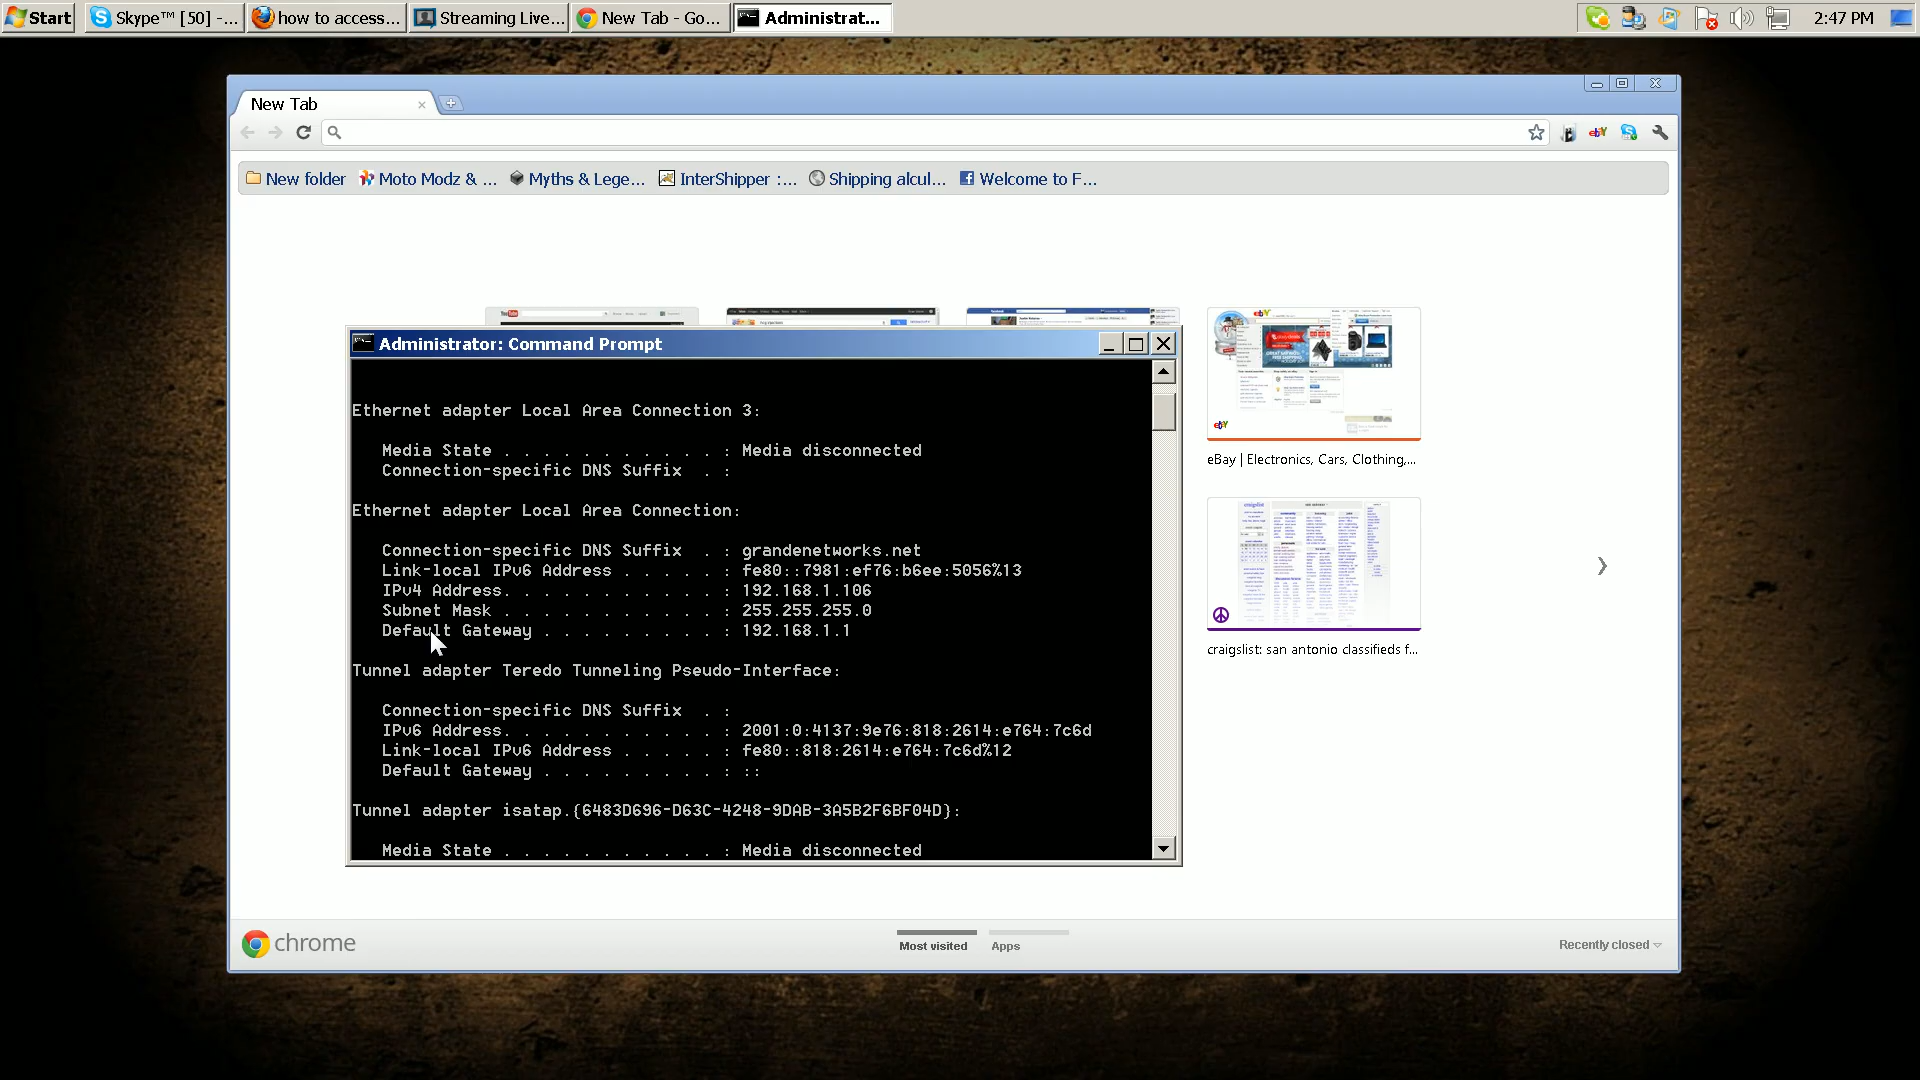 Start
Skype™ [50] -...
how to access...
Streaming Live...
New Tab - Go...
Administrat...
2:47 PM
New Tab
ebY
New folder
Moto Modz & ...
Myths & Lege...
InterShipper :...
Shipping alcul...
Welcome to F...
Administrator: Command Prompt
Ethernet adapter Local Area Connection 3:
Media State . . . . . . . . . . . : Media disconnected
Connection-specific DNS Suffix  . :
Ethernet adapter Local Area Connection:
Connection-specific DNS Suffix  . : grandenetworks.net
Link-local IPv6 Address . . . . . : fe80::7981:ef76:b6ee:5056%13
IPv4 Address. . . . . . . . . . . : 192.168.1.106
Subnet Mask . . . . . . . . . . . : 255.255.255.0
Default Gateway . . . . . . . . . : 192.168.1.1
Tunnel adapter Teredo Tunneling Pseudo-Interface:
Connection-specific DNS Suffix  . :
IPv6 Address. . . . . . . . . . . : 2001:0:4137:9e76:818:2614:e764:7c6d
Link-local IPv6 Address . . . . . : fe80::818:2614:e764:7c6d%12
Default Gateway . . . . . . . . . : ::
Tunnel adapter isatap.{6483D696-D63C-4248-9DAB-3A5B2F6BF04D}:
Media State . . . . . . . . . . . : Media disconnected
eBay | Electronics, Cars, Clothing,...
craigslist: san antonio classifieds f...
chrome
Most visited
Apps
Recently closed